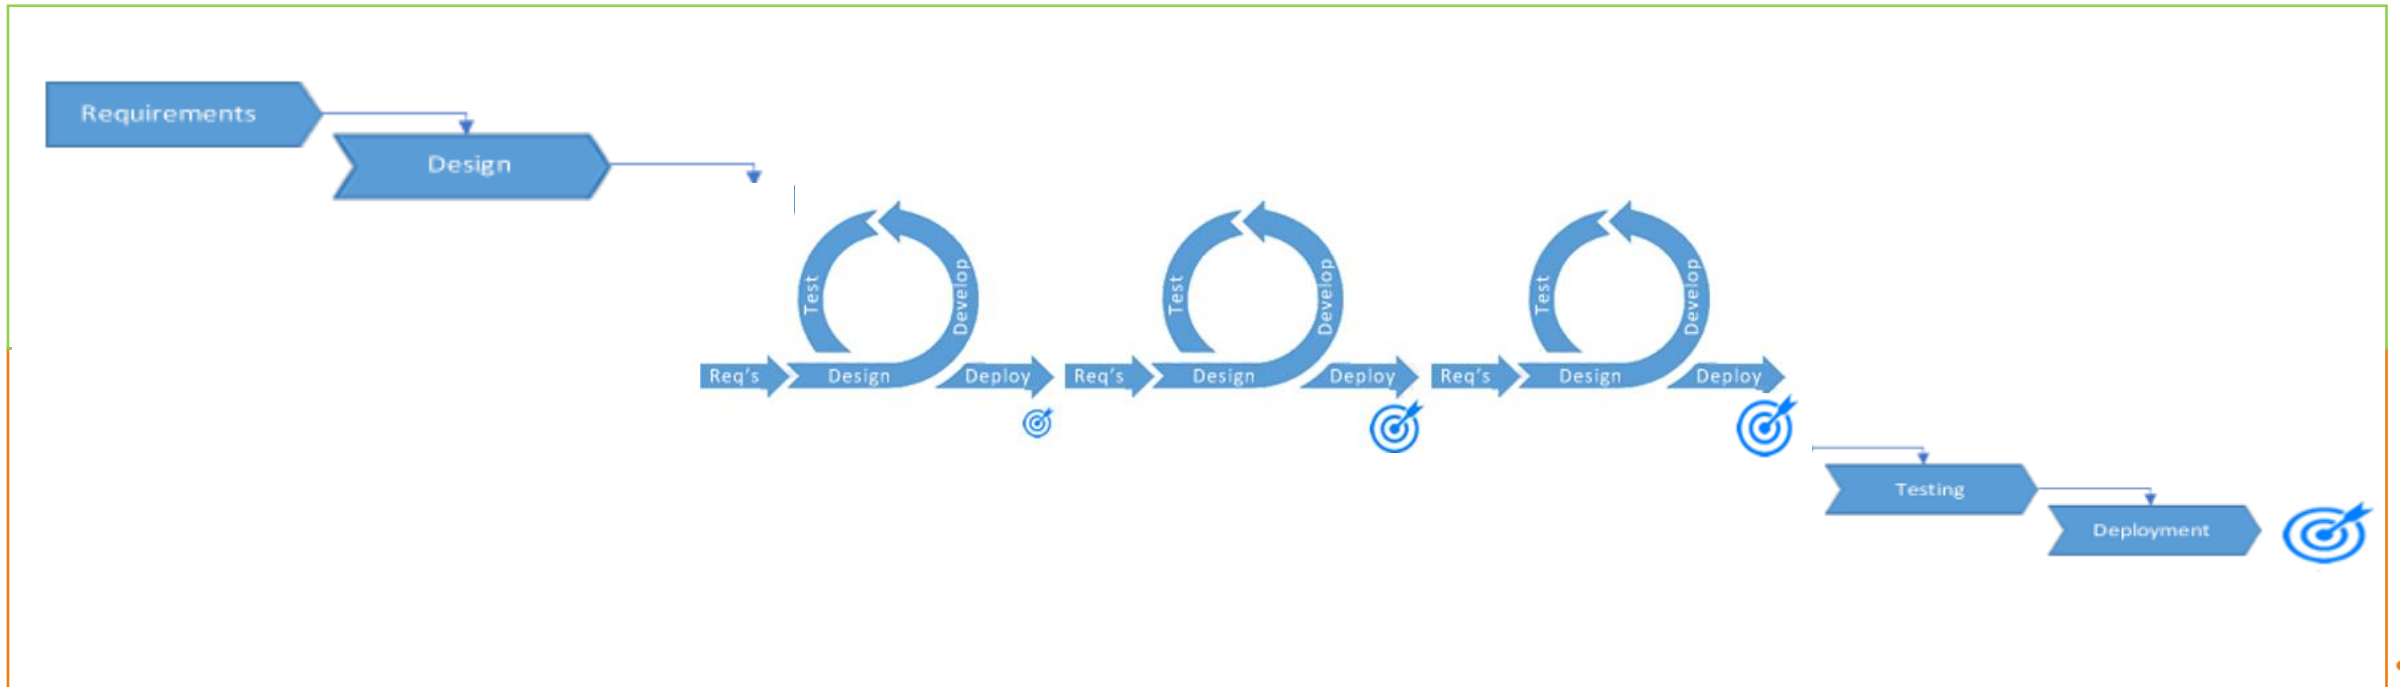 Requirements
Design
Test
Develop
Req's
Design
Deploy
Test
Develop
Req's
Design
Deploy
Test
Develop
Req's
Design
Deploy
Testing
Deployment